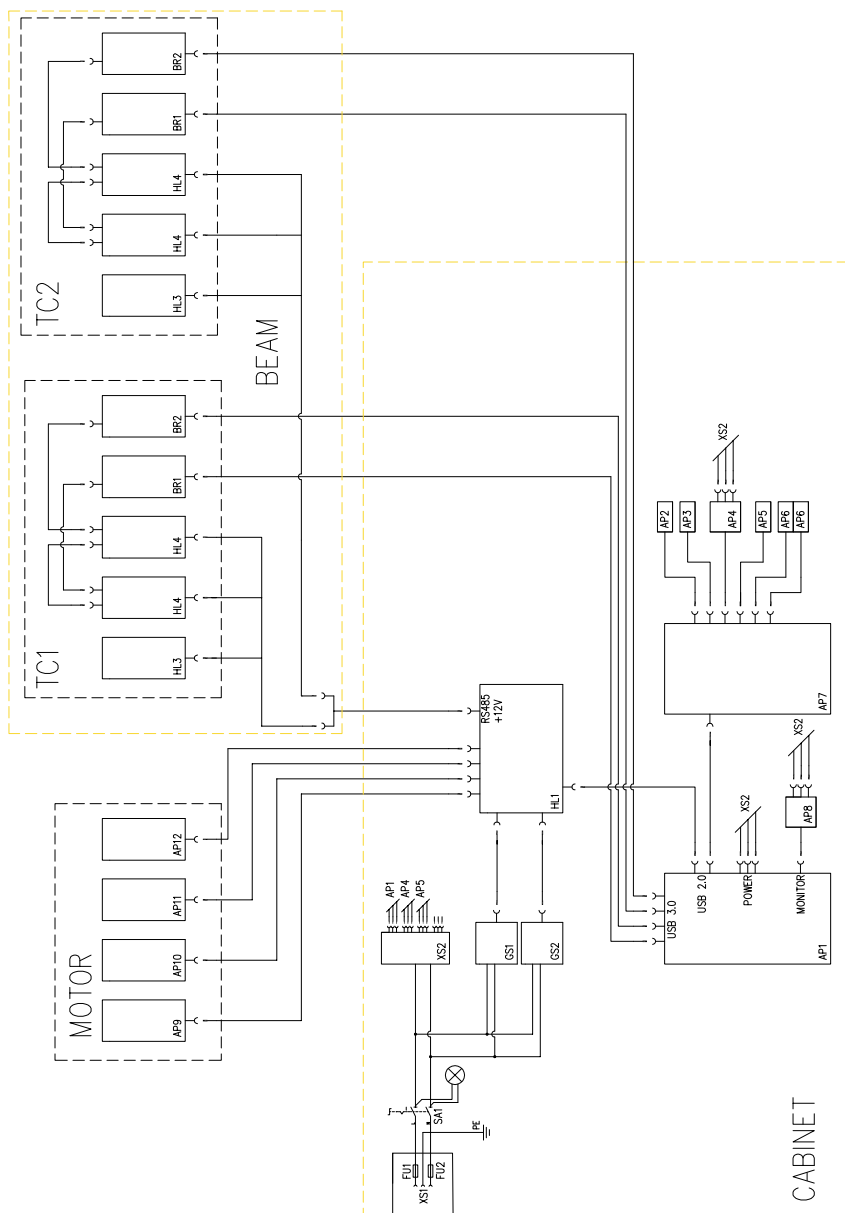 TC2
BR2
BR1
HL4
HL4
HL3
BEAM
TC1
BR2
BR1
HL4
HL4
HL3
MOTOR
AP12
AP11
AP10
AP9
RS485
+12V
HL1
AP1
AP4
AP5
XS2
GS1
GS2
SA1
PE
FU1
FU2
XS1
XS2
AP2
AP3
AP4
AP5
AP6
AP6
AP7
XS2
AP8
XS2
USB 3.0
USB 2.0
POWER
MONITOR
AP1
CABINET